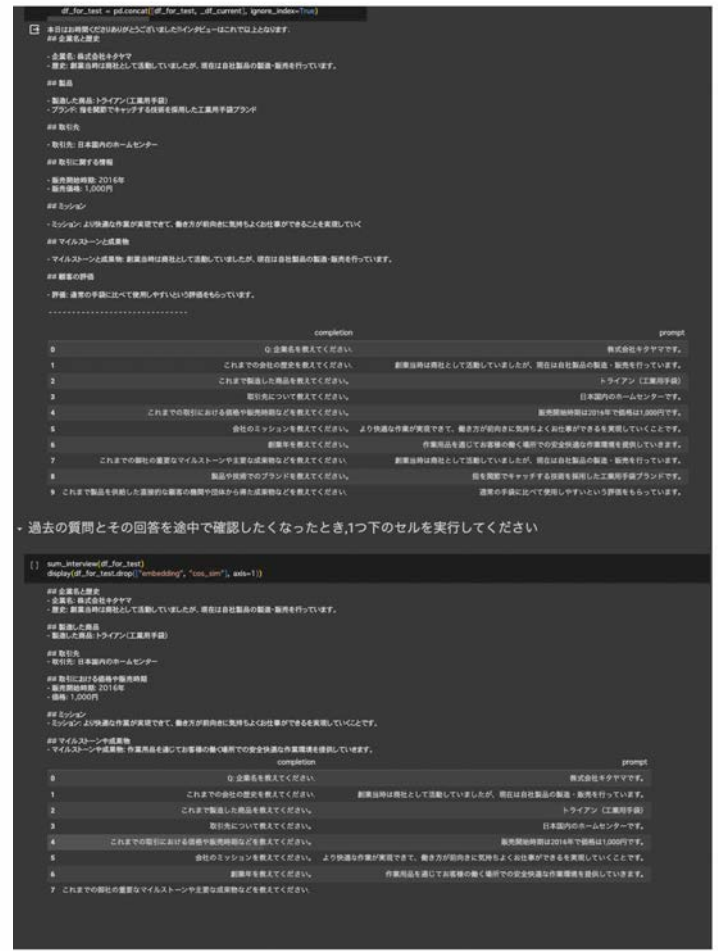 df_for_test = pd.concat([df_for_test, _df_current], ignore_index=True)
本日はお時間くださりありがとうございました!!インタビューはこれで以上となります.
## 企業名と歴史
- 企業名: 株式会社キタヤマ
- 歴史: 創業当時は商社として活動していましたが、現在は自社製品の製造・販売を行っています。
## 製品
- 製造した商品: トライアン(工業用手袋)
- ブランド: 指を関節でキャッチする技術を採用した工業用手袋ブランド
## 取引先
- 取引先: 日本国内のホームセンター
## 取引に関する情報
- 販売開始時期: 2016年
- 販売価格: 1,000円
## ミッション
- ミッション: より快適な作業が実現できて、働き方が前向きに気持ちよくお仕事ができることを実現していく
## マイルストーンと成果物
- マイルストーンと成果物: 創業当時は商社として活動していましたが、現在は自社製品の製造・販売を行っています。
## 顧客の評価
- 評価: 通常の手袋に比べて使用しやすいという評価をもらっています。
------------------------------
completion prompt
0 Q: 企業名を教えてください. 株式会社キタヤマです。
1 これまでの会社の歴史を教えてください. 創業当時は商社として活動していましたが、現在は自社製品の製造・販売を行っています。
2 これまで製造した商品を教えてください。 トライアン（工業用手袋）
3 取引先について教えてください。 日本国内のホームセンターです。
4 これまでの取引における価格や販売時期などを教えてください。 販売開始時期は2016年で価格は1,000円です。
5 会社のミッションを教えてください。 より快適な作業が実現できて、働き方が前向きに気持ちよくお仕事ができるを実現していくことです。
6 創業年を教えてください。 作業用品を通じてお客様の働く場所での安全快適な作業環境を提供していきます。
7 これまでの御社の重要なマイルストーンや主要な成果物などを教えてください. 創業当時は商社として活動していましたが、現在は自社製品の製造・販売を行っています。
8 製品や技術でのブランドを教えてください。 指を関節でキャッチする技術を採用した工業用手袋ブランドです。
9 これまで製品を供給した直接的な顧客の機関や団体から得た成果物などを教えてください. 通常の手袋に比べて使用しやすいという評価をもらっています。
過去の質問とその回答を途中で確認したくなったとき,1つ下のセルを実行してください
[ ] sum_interview(df_for_test)
display(df_for_test.drop(["embedding", "cos_sim"], axis=1))
## 企業名と歴史
- 企業名: 株式会社キタヤマ
- 歴史: 創業当時は商社として活動していましたが、現在は自社製品の製造・販売を行っています。
## 製造した商品
- 製造した商品: トライアン(工業用手袋)
## 取引先
- 取引先: 日本国内のホームセンター
## 取引における価格や販売時期
- 販売開始時期: 2016年
- 価格: 1,000円
## ミッション
- ミッション: より快適な作業が実現できて、働き方が前向きに気持ちよくお仕事ができるを実現していくことです。
## マイルストーンや成果物
- マイルストーンや成果物: 作業用品を通じてお客様の働く場所での安全快適な作業環境を提供していきます。
completion prompt
0 Q: 企業名を教えてください. 株式会社キタヤマです。
1 これまでの会社の歴史を教えてください. 創業当時は商社として活動していましたが、現在は自社製品の製造・販売を行っています。
2 これまで製造した商品を教えてください。 トライアン（工業用手袋）
3 取引先について教えてください。 日本国内のホームセンターです。
4 これまでの取引における価格や販売時期などを教えてください。 販売開始時期は2016年で価格は1,000円です。
5 会社のミッションを教えてください。 より快適な作業が実現できて、働き方が前向きに気持ちよくお仕事ができるを実現していくことです。
6 創業年を教えてください。 作業用品を通じてお客様の働く場所での安全快適な作業環境を提供していきます。
7 これまでの御社の重要なマイルストーンや主要な成果物などを教えてください.